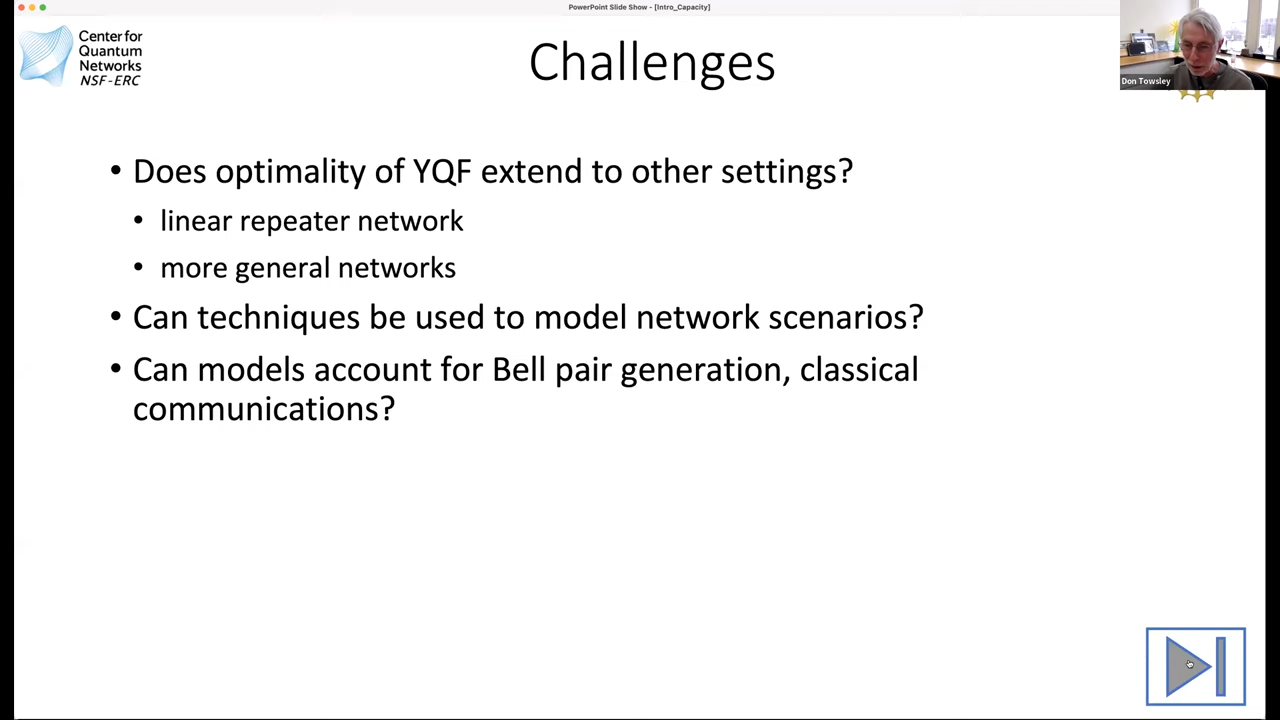 PowerPoint Slide Show - [Intro_Capacity]
Center for
Quantum
Networks
NSF-ERC
Challenges
Don Towsley
• Does optimality of YQF extend to other settings?
• linear repeater network
• more general networks
• Can techniques be used to model network scenarios?
• Can models account for Bell pair generation, classical
communications?